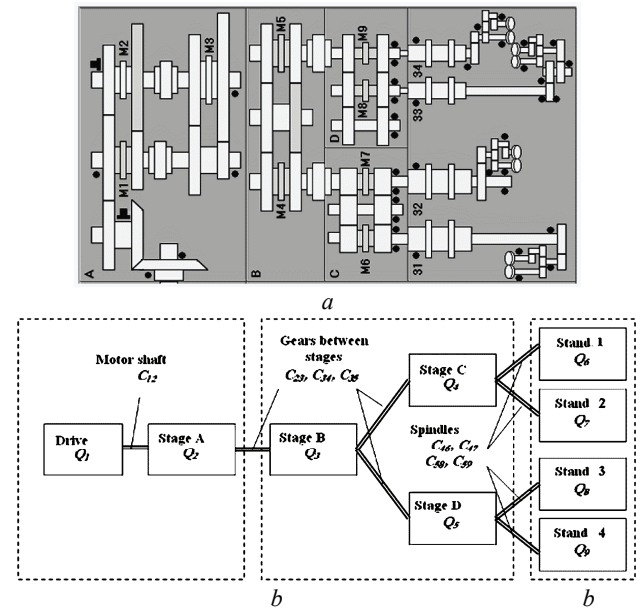 M2
M8
M1
A
M5
M4
B
M9
M8
D
M7
M6
C
34
33
32
31
a
Motor shaft
C12
Gears between
stages
C23, C34, C35
Drive
Q1
Stage A
Q2
Stage B
Q3
Stage C
Q4
Spindles
C46, C47
C58, C59
Stage D
Q5
Stand 1
Q6
Stand 2
Q7
Stand 3
Q8
Stand 4
Q9
b
b